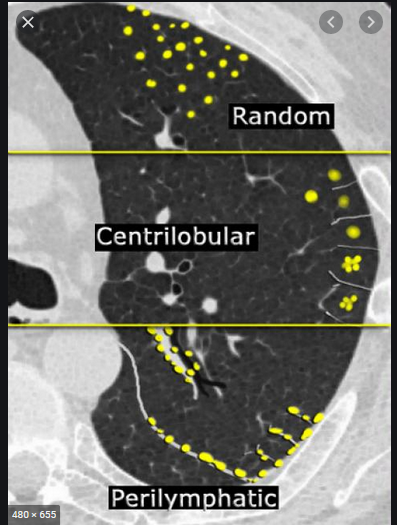 Random
Centrilobular
Perilymphatic
480 × 655